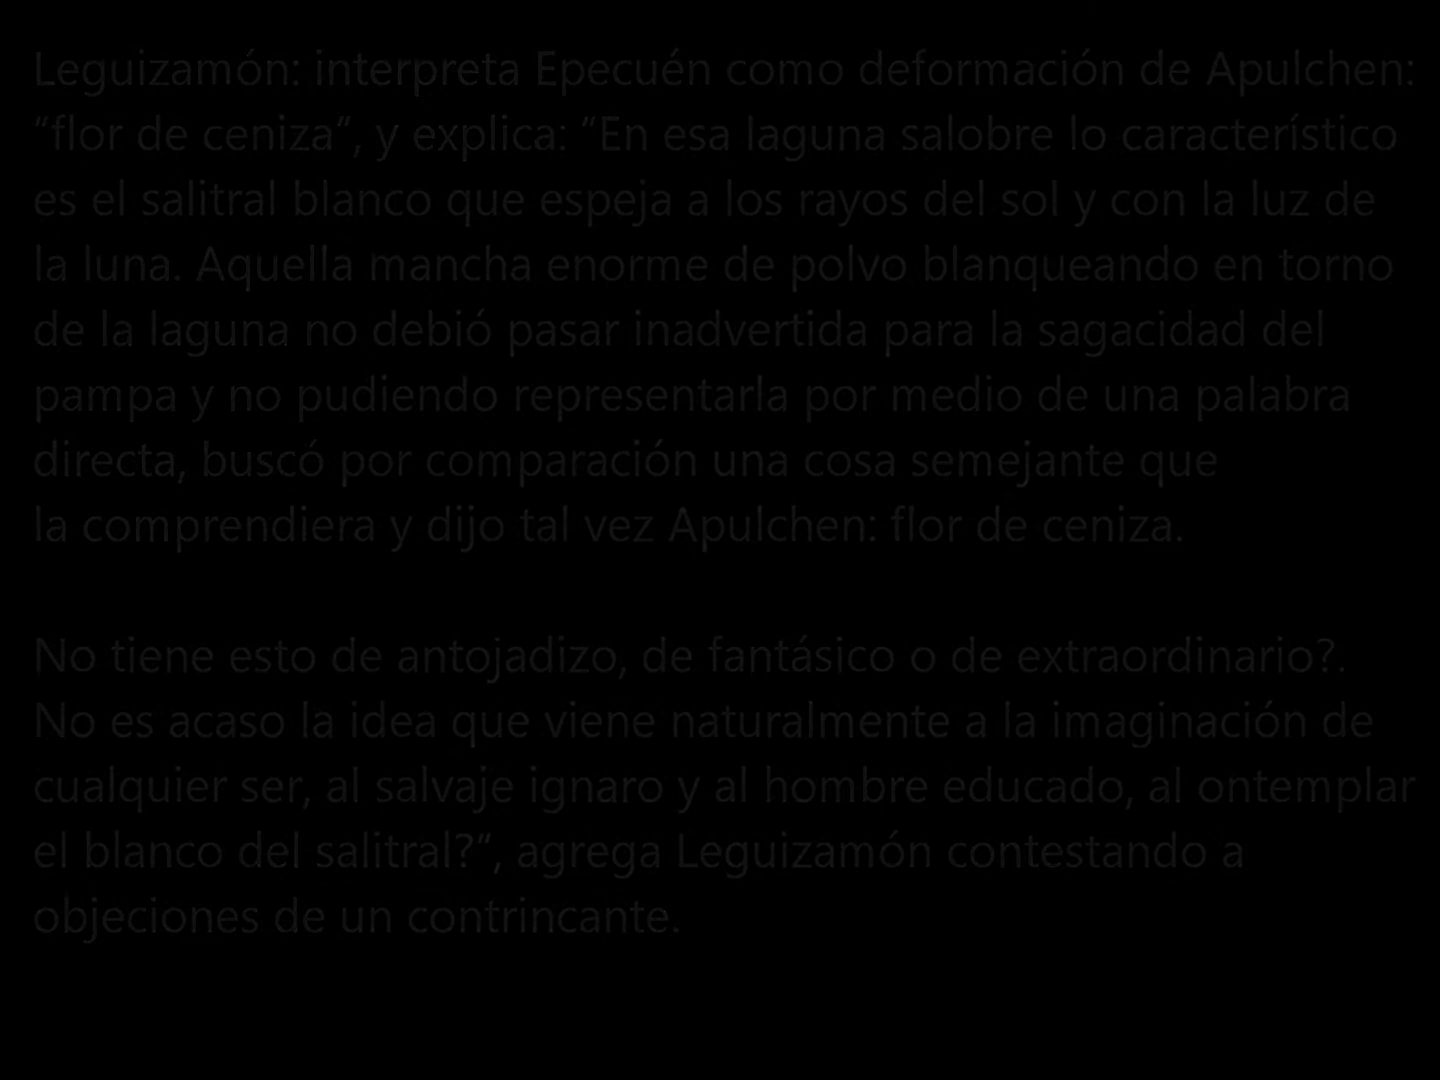 Leguizamón: interpreta Epecuén como deformación de Apulchen:
“flor de ceniza“, y explica: “En esa laguna salobre lo característico
es el salitral blanco que espeja a los rayos del sol y con la luz de
la luna. Aquella mancha enorme de polvo blanqueando en torno
de la laguna no debió pasar inadvertida para la sagacidad del
pampa y no pudiendo representarla por medio de una palabra
directa, buscó por comparación una cosa semejante que
la comprendiera y dijo tal vez Apulchen: flor de ceniza.
No tiene esto de antojadizo, de fantásico o de extraordinario?.
No es acaso la idea que viene naturalmente a la imaginación de
cualquier ser, al salvaje ignaro y al hombre educado, al ontemplar
el blanco del salitral?“, agrega Leguizamón contestando a
objeciones de un contrincante.